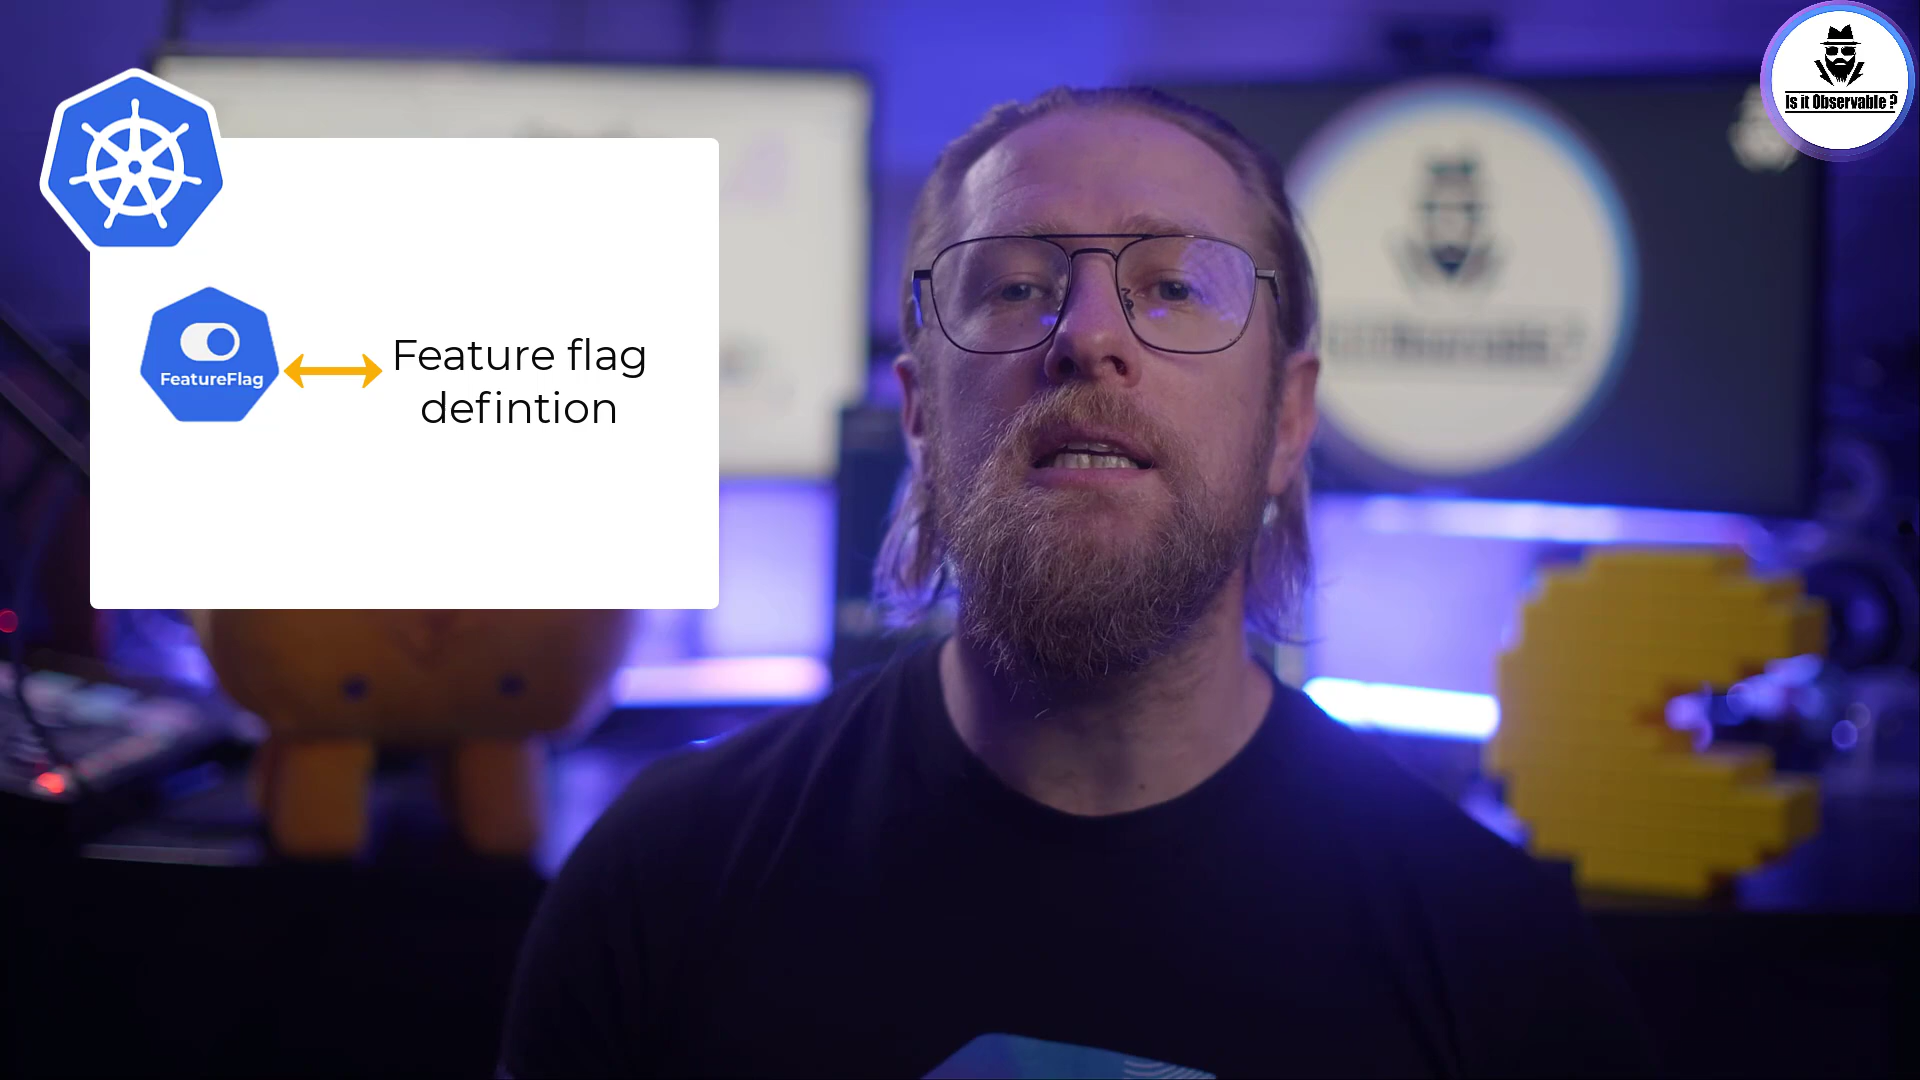 Is it Observable ?
FeatureFlag
Feature flag
defintion